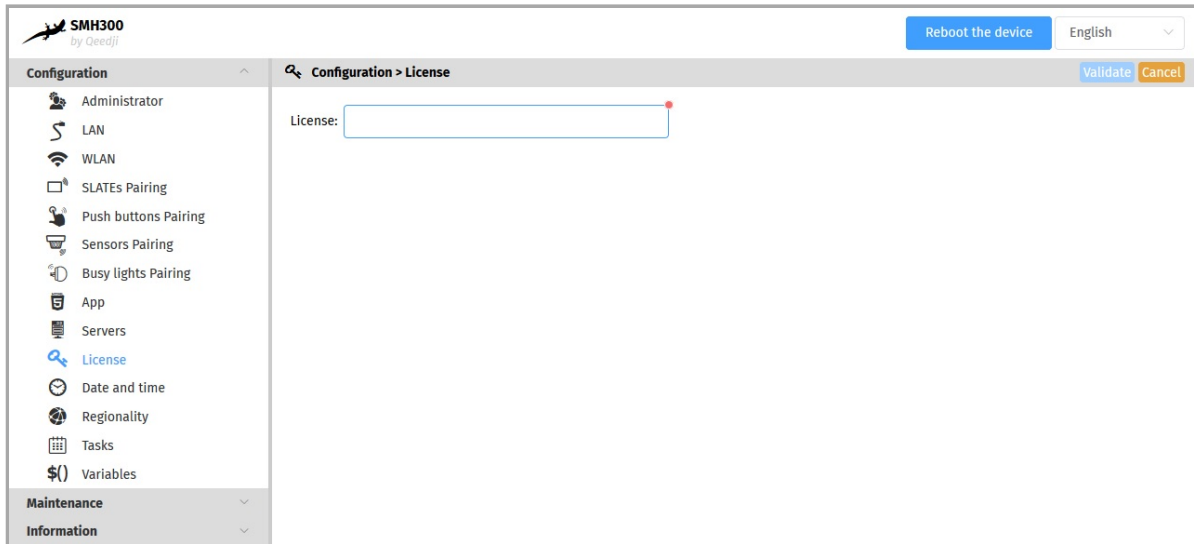 SMH300
by Qeedji
Reboot the device
English
Configuration
Configuration > License
Validate
Cancel
Administrator
License:
LAN
WLAN
SLATEs Pairing
Push buttons Pairing
Sensors Pairing
Busy lights Pairing
App
Servers
License
Date and time
Regionality
Tasks
$() Variables
Maintenance
Information